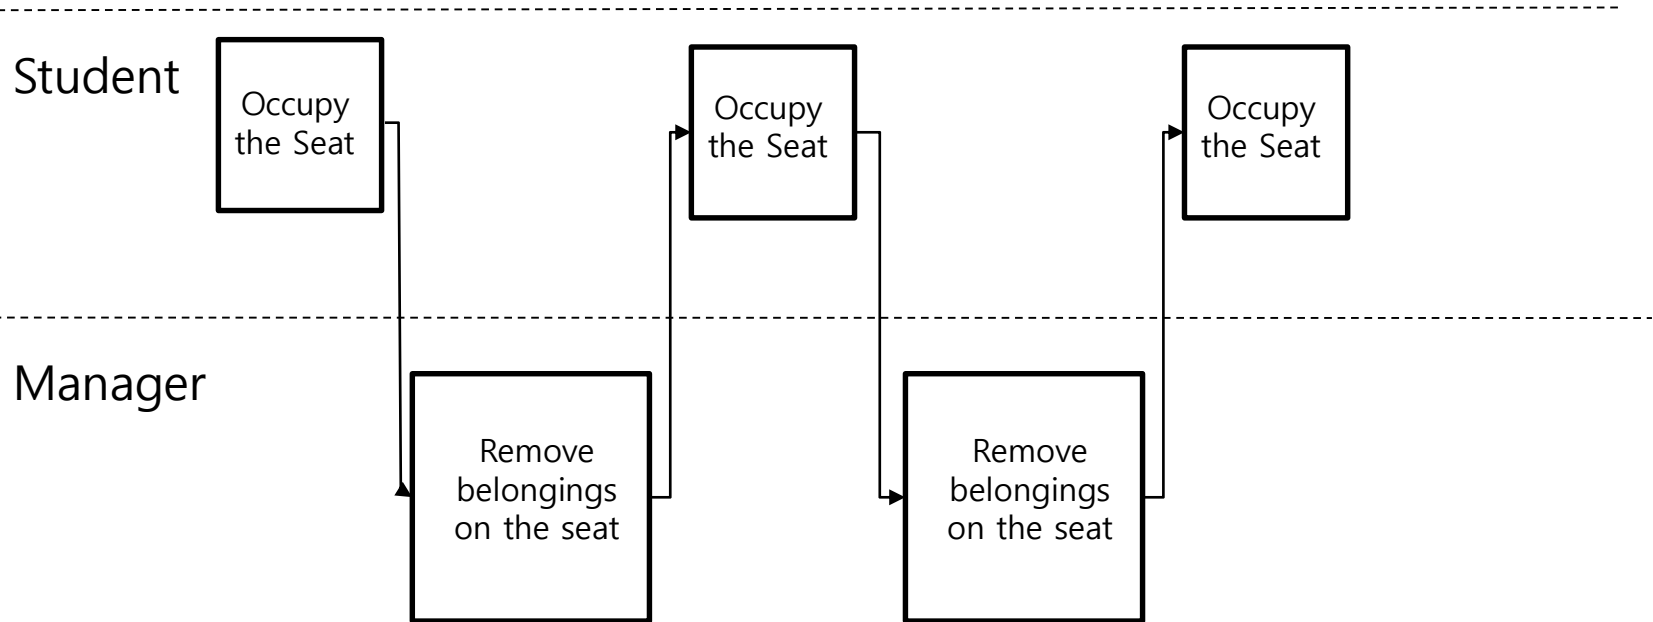 Student
Occupy
the Seat
Occupy
the Seat
Occupy
the Seat
Manager
Remove
belongings
on the seat
Remove
belongings
on the seat